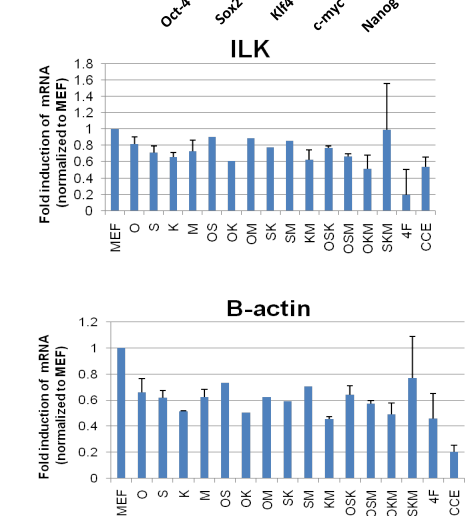 Oct-4 Sox2 Klf4 c-myc Nanog
ILK
Fold induction of mRNA
(normalized to MEF)
1.8
1.6
1.4
1.2
1
0.8
0.6
0.4
0.2
0
MEF O S K M OS OK OM SK SM KM OSK OSM OKM SKM 4F CCE
B-actin
Fold induction of mRNA
(normalized to MEF)
1.2
1
0.8
0.6
0.4
0.2
0
MEF O S K M OS OK OM SK SM KM OSK OSM OKM SKM 4F CCE